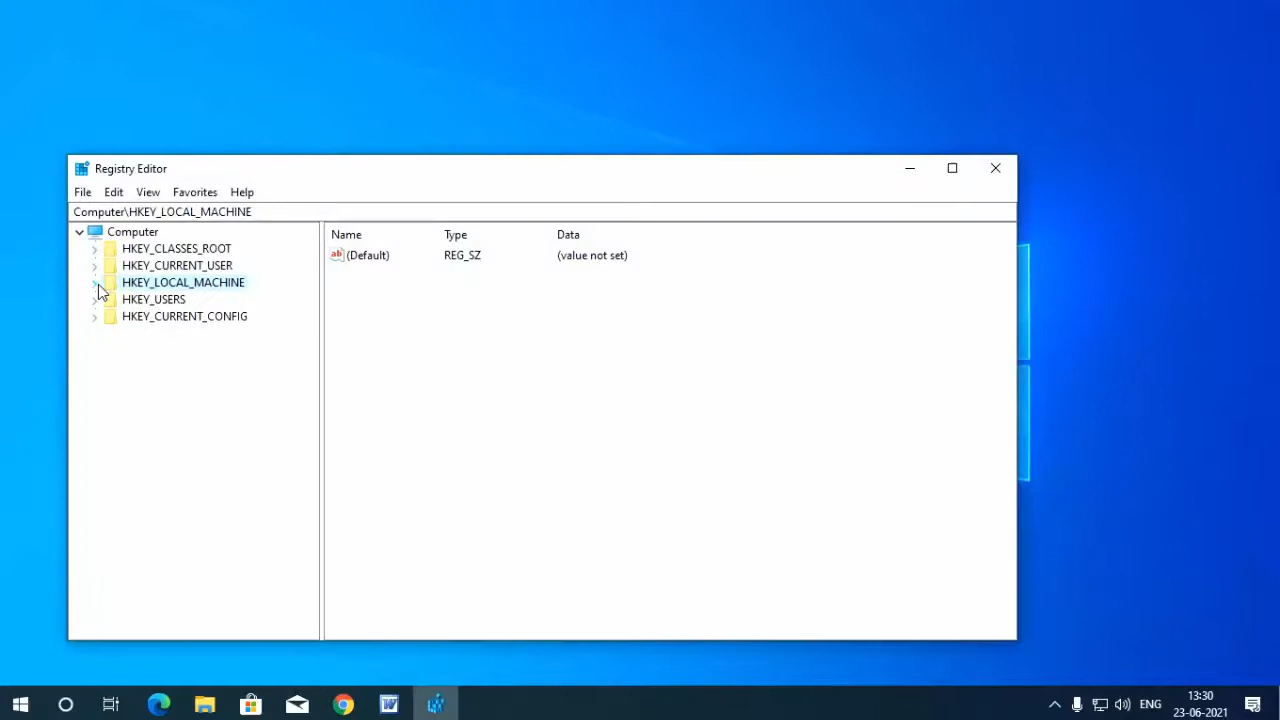 Registry Editor
File Edit View Favorites Help
Computer\HKEY_LOCAL_MACHINE
Computer
HKEY_CLASSES_ROOT
HKEY_CURRENT_USER
HKEY_LOCAL_MACHINE
HKEY_USERS
HKEY_CURRENT_CONFIG
Name Type Data
ab (Default) REG_SZ (value not set)
W
ENG
13:30
23-06-2021